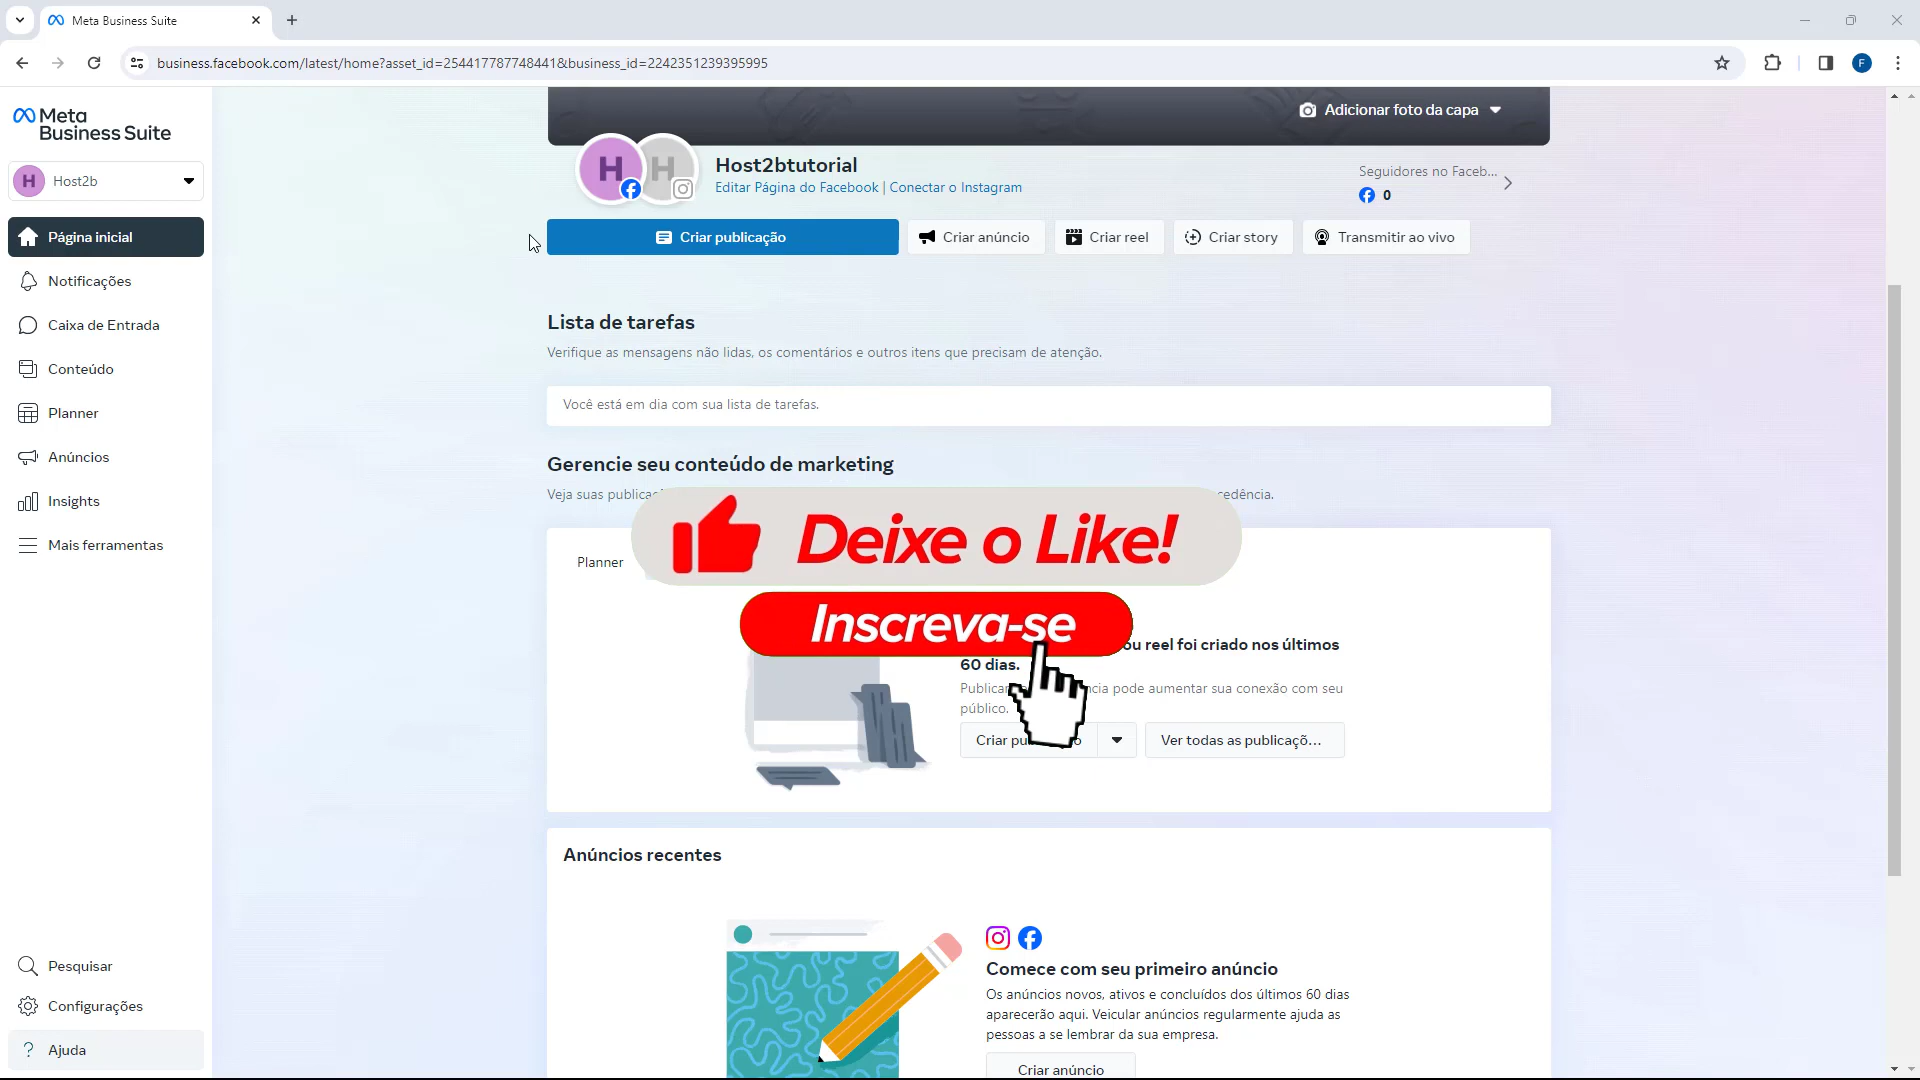 Meta Business Suite
business.facebook.com/latest/home?asset_id=254417787748441&business_id=2242351239395995
F
Meta
Business Suite
H
Host2b
Página inicial
Notificações
Caixa de Entrada
Conteúdo
Planner
Anúncios
Insights
Mais ferramentas
Pesquisar
Configurações
? Ajuda
Adicionar foto da capa
H H
Host2btutorial
Editar Página do Facebook | Conectar o Instagram
Seguidores no Faceb...
0
Criar publicação
Criar anúncio
Criar reel
Criar story
Transmitir ao vivo
Lista de tarefas
Verifique as mensagens não lidas, os comentários e outros itens que precisam de atenção.
Você está em dia com sua lista de tarefas.
Gerencie seu conteúdo de marketing
Veja suas
Deixe o Like!
Planner
Inscreva-se
ou reel foi criado nos últimos
60 dias.
pode aumentar sua conexão com seu
público.
Criar
Ver todas as publicaçõ...
Anúncios recentes
Comece com seu primeiro anúncio
Os anúncios novos, ativos e concluídos dos últimos 60 dias
aparecerão aqui. Veicular anúncios regularmente ajuda as
pessoas a se lembrar da sua empresa.
Criar anúncio